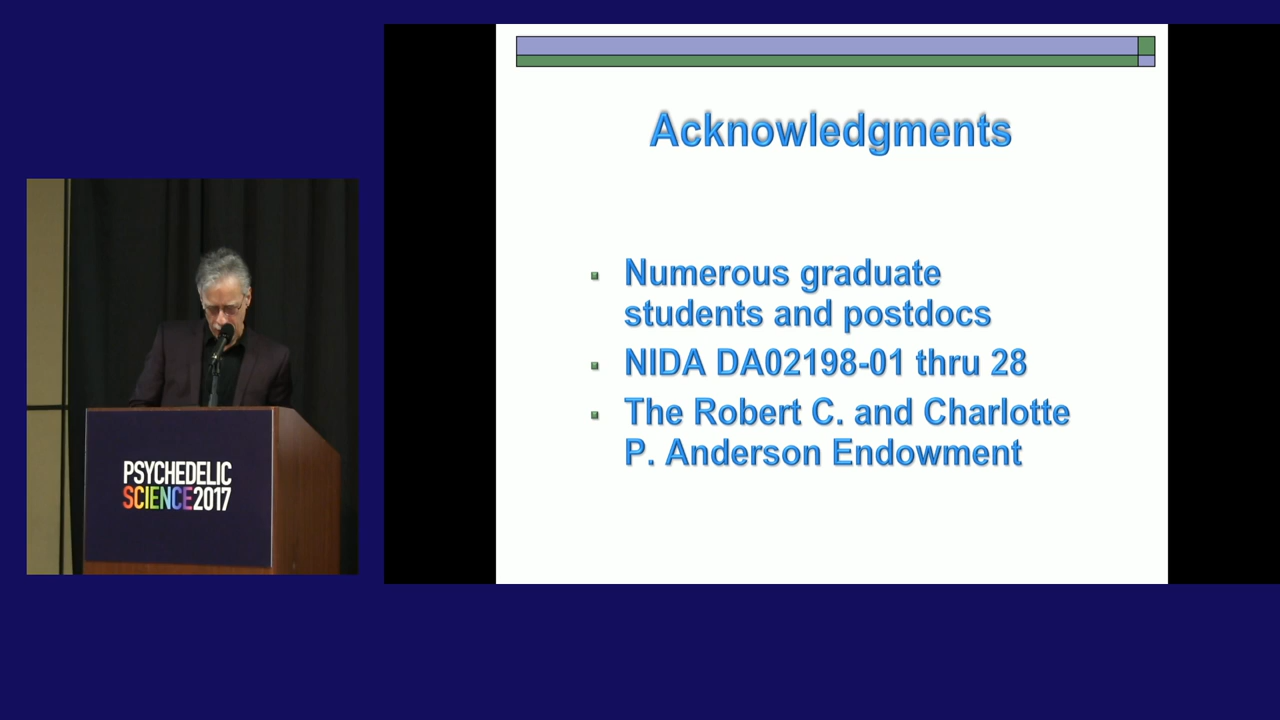 Acknowledgments
Numerous graduate
students and postdocs
NIDA DA02198-01 thru 28
The Robert C. and Charlotte
P. Anderson Endowment
PSYCHEDELIC
SCIENCE2017